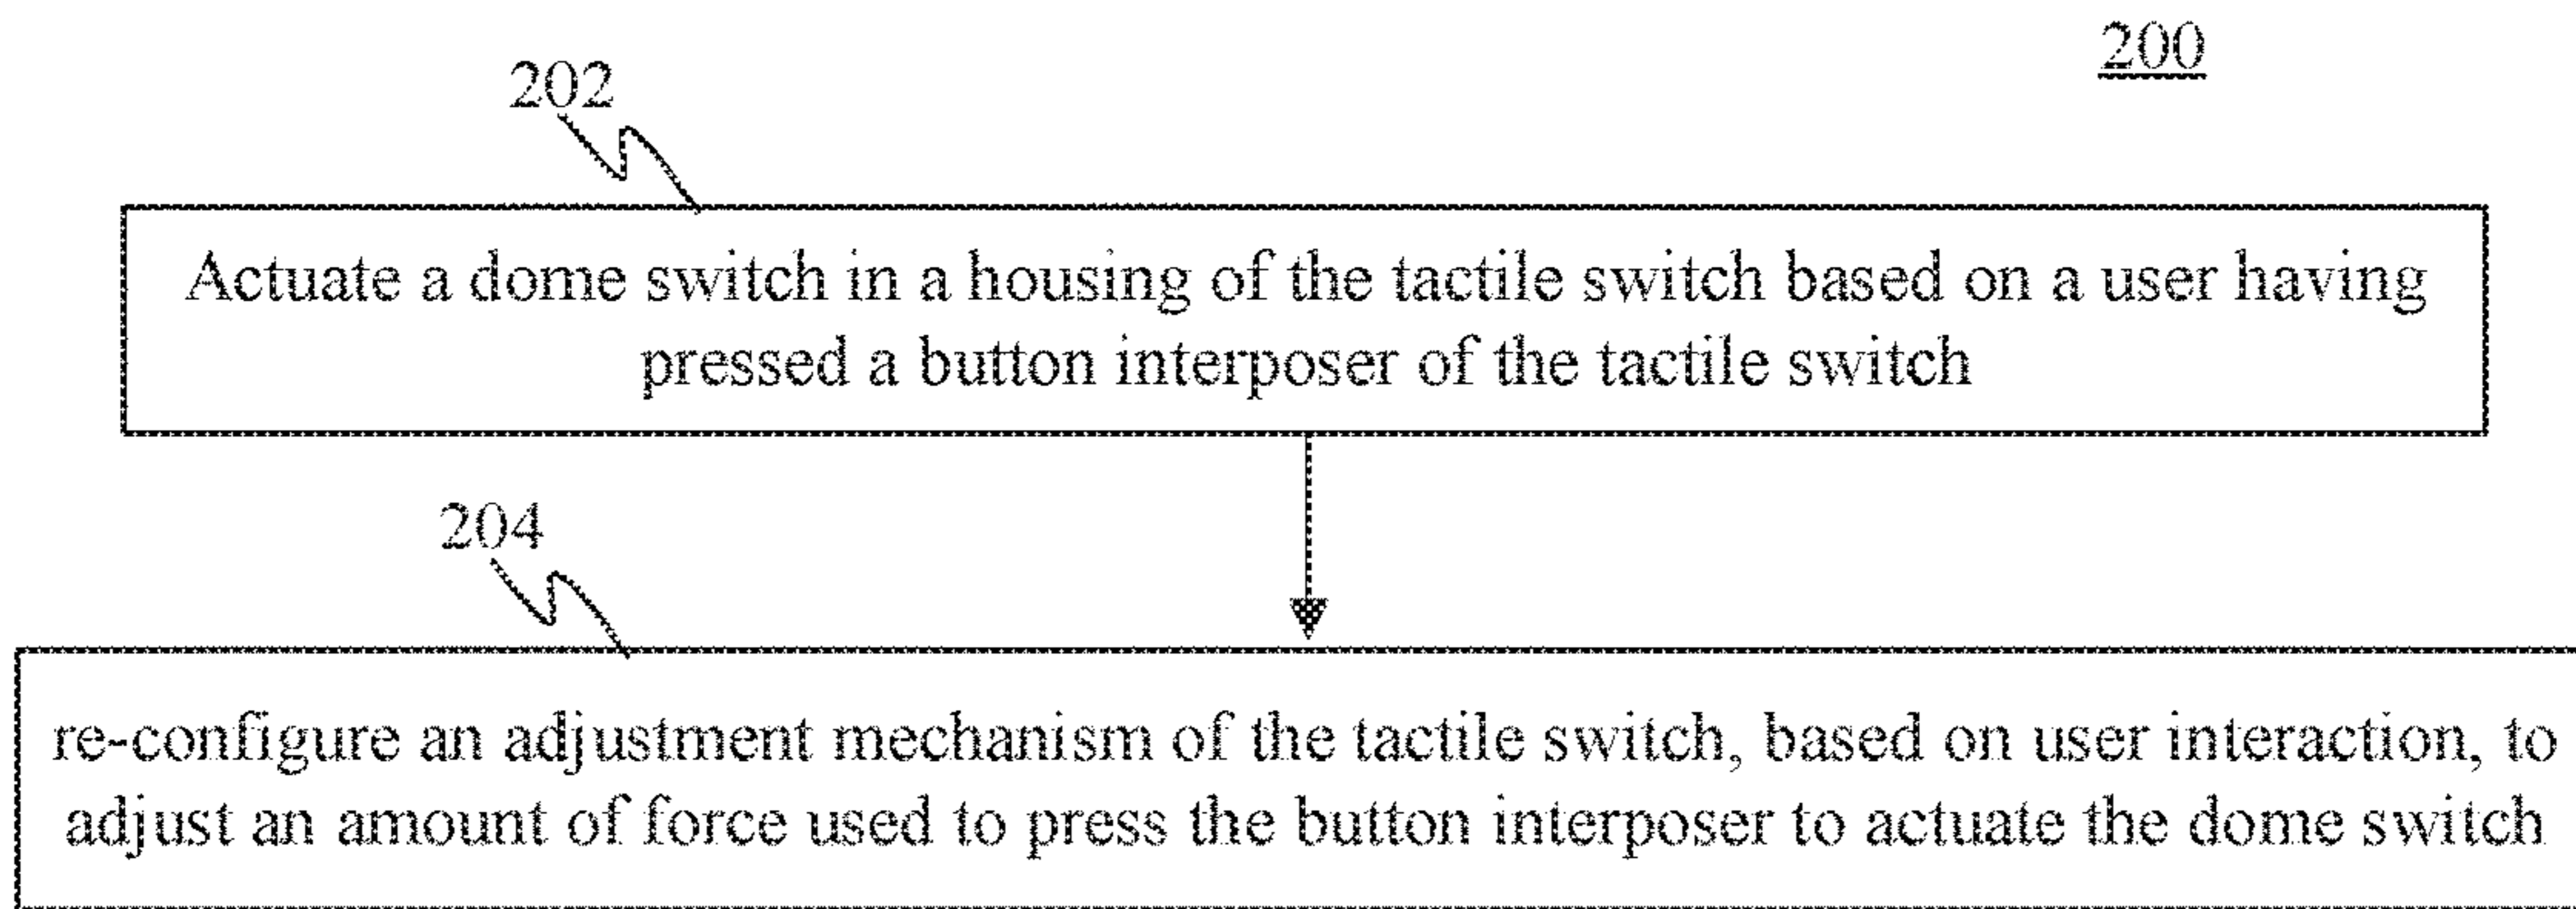 200
202
Actuate a dome switch in a housing of the tactile switch based on a user having
pressed a button interposer of the tactile switch
204
re-configure an adjustment mechanism of the tactile switch, based on user interaction, to
adjust an amount of force used to press the button interposer to actuate the dome switch